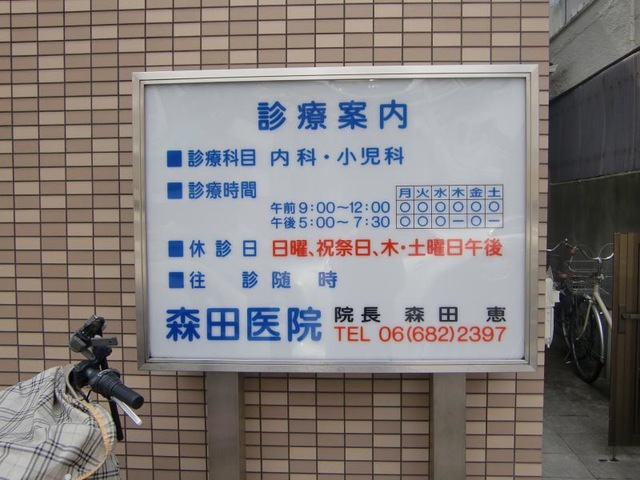 診療案内
■診療科目 内科・小児科
■診療時間
月火水木金土
午前9:00~12:00 ○○○○○○
午後5:00~7:30 ○○○ー○ー
■休診日 日曜、祝祭日、木・土曜日午後
■往診随時
森田医院 院長 森田 恵
TEL 06(682)2397